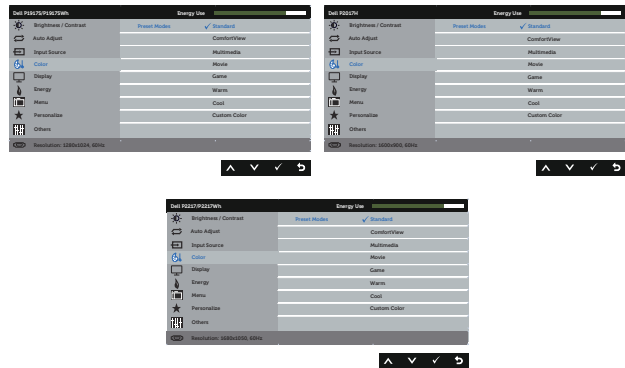 Dell P1917S/P1917SWh Energy Use
Brightness / Contrast Preset Modes ✓ Standard
Auto Adjust ComfortView
Input Source Multimedia
Color Movie
Display Game
Energy Warm
Menu Cool
Personalize Custom Color
Others
Resolution: 1280x1024, 60Hz
Dell P2017H Energy Use
Brightness / Contrast Preset Modes ✓ Standard
Auto Adjust ComfortView
Input Source Multimedia
Color Movie
Display Game
Energy Warm
Menu Cool
Personalize Custom Color
Others
Resolution: 1600x900, 60Hz
Dell P2217/P2217Wh Energy Use
Brightness / Contrast Preset Modes ✓ Standard
Auto Adjust ComfortView
Input Source Multimedia
Color Movie
Display Game
Energy Warm
Menu Cool
Personalize Custom Color
Others
Resolution: 1680x1050, 60Hz